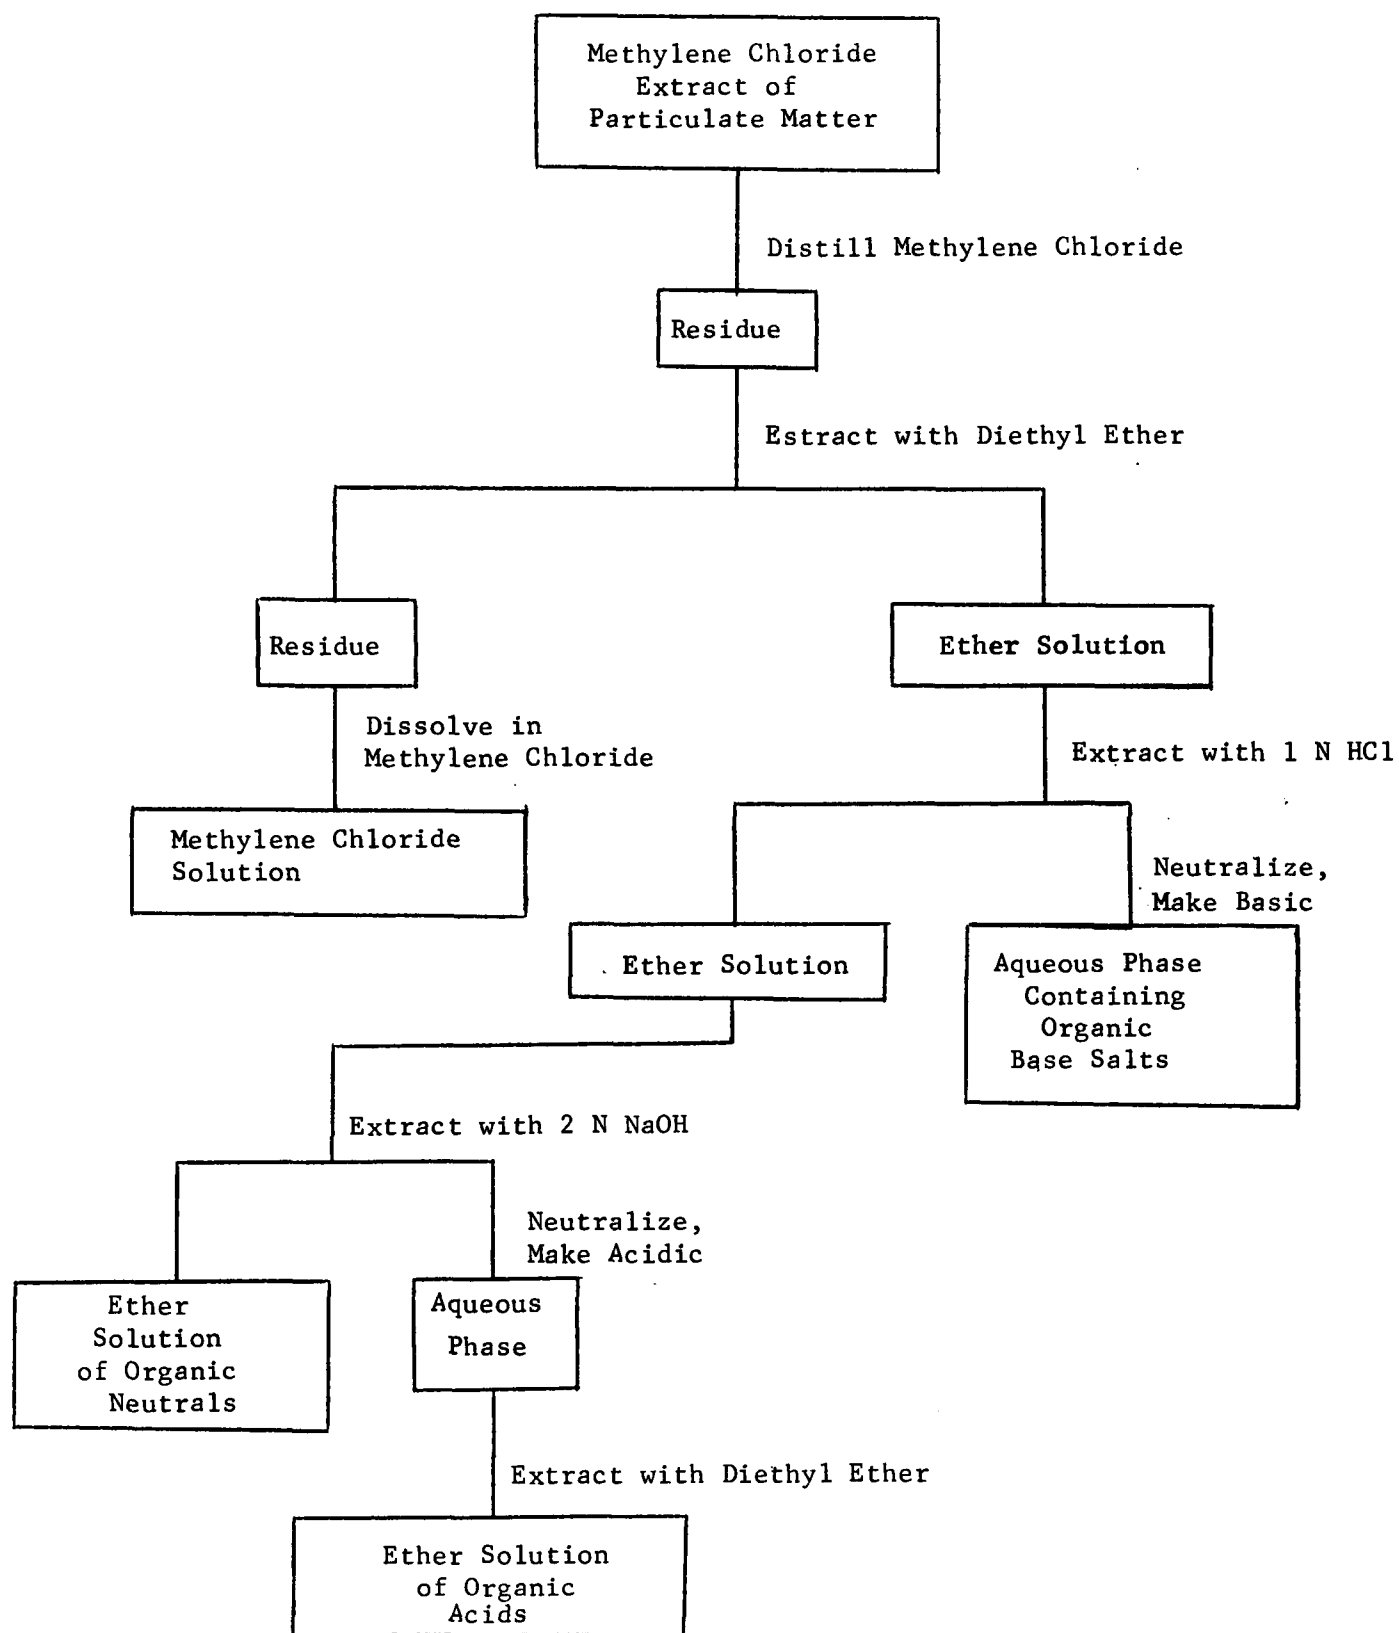 Methylene Chloride
Extract of
Particulate Matter
Distill Methylene Chloride
Residue
Estract with Diethyl Ether
Residue
Ether Solution
Dissolve in
Methylene Chloride
Extract with 1 N HCl
Methylene Chloride
Solution
Neutralize,
Make Basic
Ether Solution
Aqueous Phase
Containing
Organic
Base Salts
Extract with 2 N NaOH
Neutralize,
Make Acidic
Ether
Solution
of Organic
Neutrals
Aqueous
Phase
Extract with Diethyl Ether
Ether Solution
of Organic
Acids